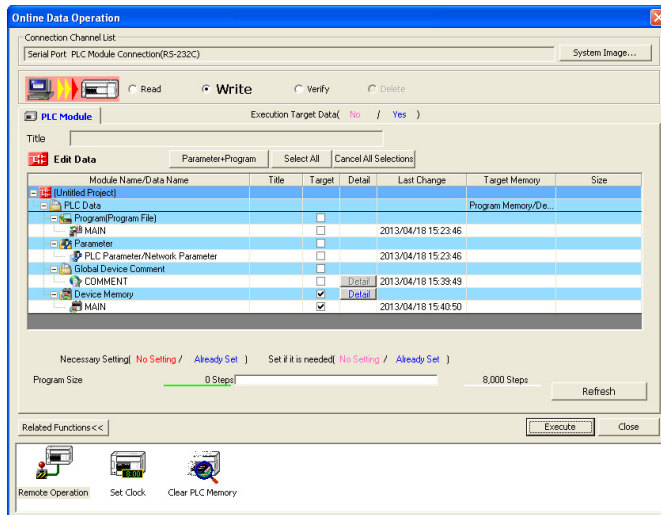 Online Data Operation
Connection Channel List
Serial Port PLC Module Connection(RS-232C)
System Image...
Read
Write
Verify
Delete
PLC Module
Execution Target Data( No / Yes )
Title
Edit Data
Parameter+Program
Select All
Cancel All Selections
Module Name/Data Name Title Target Detail Last Change Target Memory Size
(Untitled Project)
PLC Data Program Memory/De...
Program(Program File)
MAIN 2013/04/18 15:23:46
Parameter
PLC Parameter/Network Parameter 2013/04/18 15:23:46
Global Device Comment
COMMENT Detail 2013/04/18 15:39:49
Device Memory Detail
MAIN 2013/04/18 15:40:50
Necessary Setting( No Setting / Already Set ) Set if it is needed( No Setting / Already Set )
Program Size 0 Steps 8,000 Steps
Refresh
Related Functions<<
Execute
Close
Remote Operation
Set Clock
Clear PLC Memory